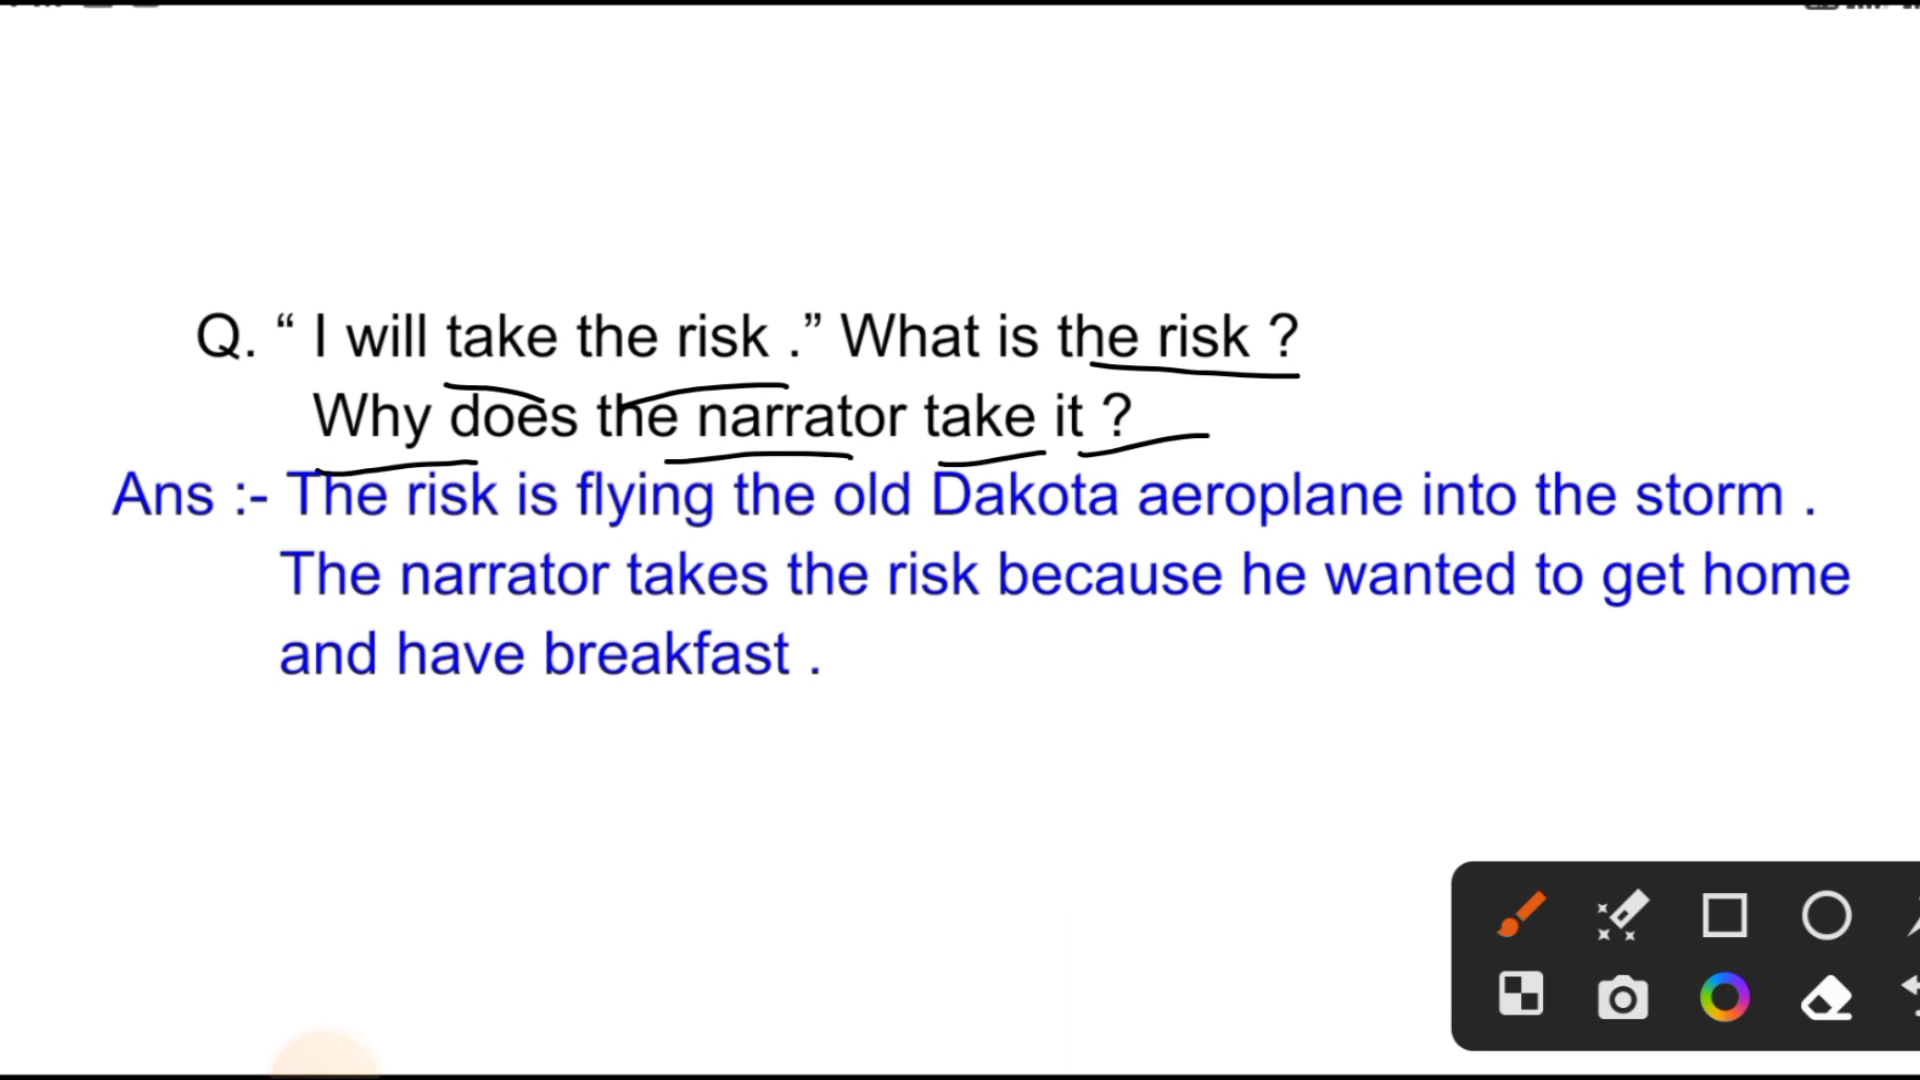 Q. “ I will take the risk .” What is the risk ?
Why does the narrator take it ?
Ans :- The risk is flying the old Dakota aeroplane into the storm .
The narrator takes the risk because he wanted to get home
and have breakfast .